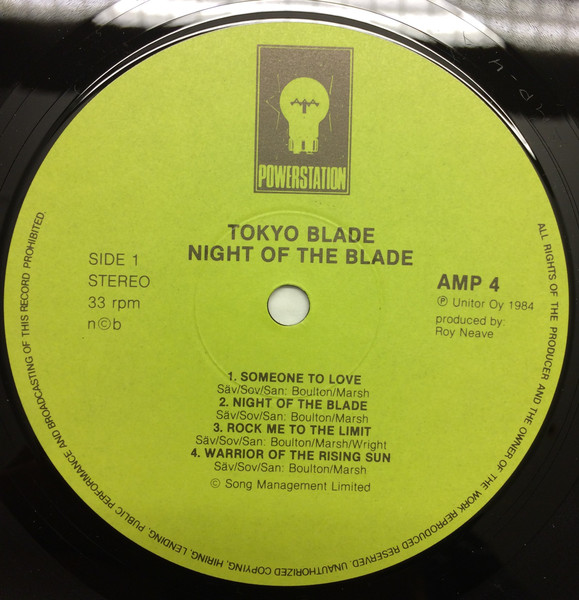 POWERSTATION
TOKYO BLADE
NIGHT OF THE BLADE
SIDE 1
STEREO
33 rpm
n©b
AMP 4
℗ Unitor Oy 1984
produced by:
Roy Neave
1. SOMEONE TO LOVE
Säv/Sov/San: Boulton/Marsh
2. NIGHT OF THE BLADE
Säv/Sov/San: Boulton/Marsh
3. ROCK ME TO THE LIMIT
Säv/Sov/San: Boulton/Marsh/Wright
4. WARRIOR OF THE RISING SUN
Säv/Sov/San: Boulton/Marsh
© Song Management Limited
ALL RIGHTS OF THE PRODUCER AND THE OWNER OF THE WORK REPRODUCED RESERVED. UNAUTHORIZED COPYING, HIRING, LENDING, PUBLIC PERFORMANCE AND BROADCASTING OF THIS RECORD PROHIBITED.